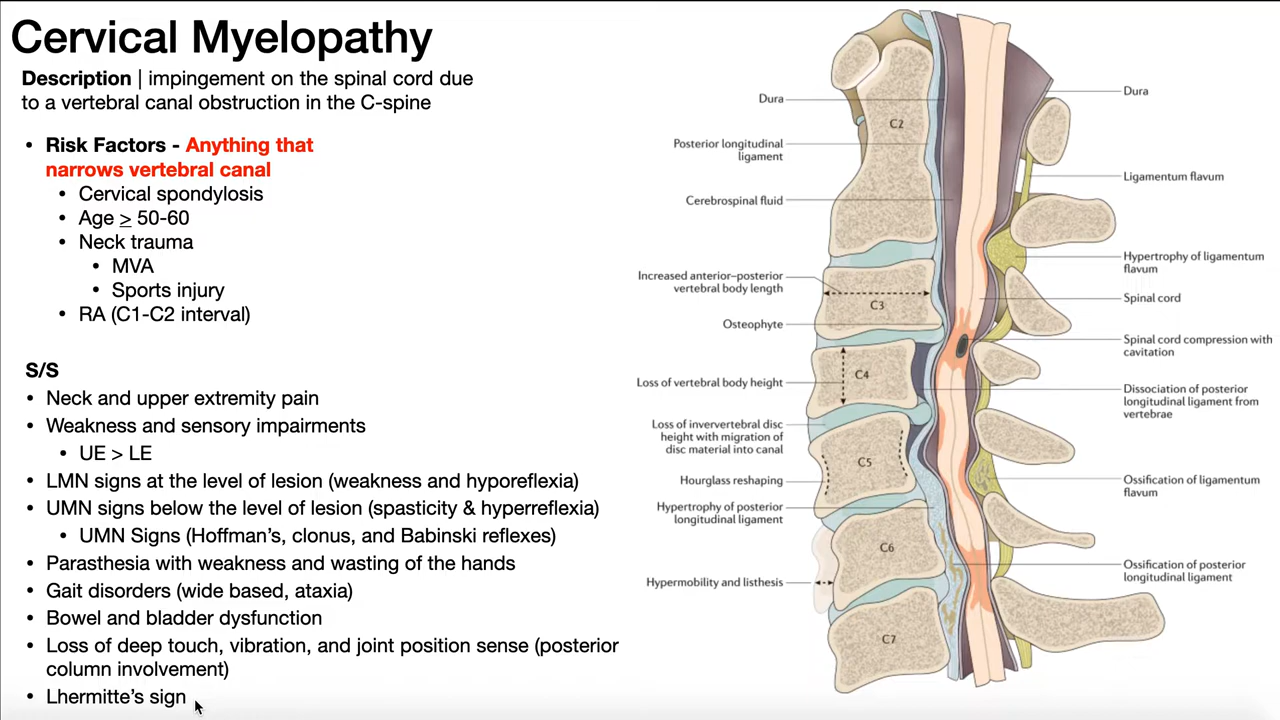 Cervical Myelopathy
Description | impingement on the spinal cord due
to a vertebral canal obstruction in the C-spine
• Risk Factors - Anything that
narrows vertebral canal
• Cervical spondylosis
• Age > 50-60
• Neck trauma
• MVA
• Sports injury
• RA (C1-C2 interval)
S/S
• Neck and upper extremity pain
• Weakness and sensory impairments
• UE > LE
• LMN signs at the level of lesion (weakness and hyporeflexia)
• UMN signs below the level of lesion (spasticity & hyperreflexia)
• UMN Signs (Hoffman’s, clonus, and Babinski reflexes)
• Parasthesia with weakness and wasting of the hands
• Gait disorders (wide based, ataxia)
• Bowel and bladder dysfunction
• Loss of deep touch, vibration, and joint position sense (posterior
column involvement)
• Lhermitte’s sign
Dura
Posterior longitudinal
ligament
Cerebrospinal fluid
Increased anterior–posterior
vertebral body length
Osteophyte
Loss of vertebral body height
Loss of inververtebral disc
height with migration of
disc material into canal
Hourglass reshaping
Hypertrophy of posterior
longitudinal ligament
Hypermobility and listhesis
C2
C3
C4
C5
C6
C7
Dura
Ligamentum flavum
Hypertrophy of ligamentum
flavum
Spinal cord
Spinal cord compression with
cavitation
Dissociation of posterior
longitudinal ligament from
vertebrae
Ossification of ligamentum
flavum
Ossification of posterior
longitudinal ligament